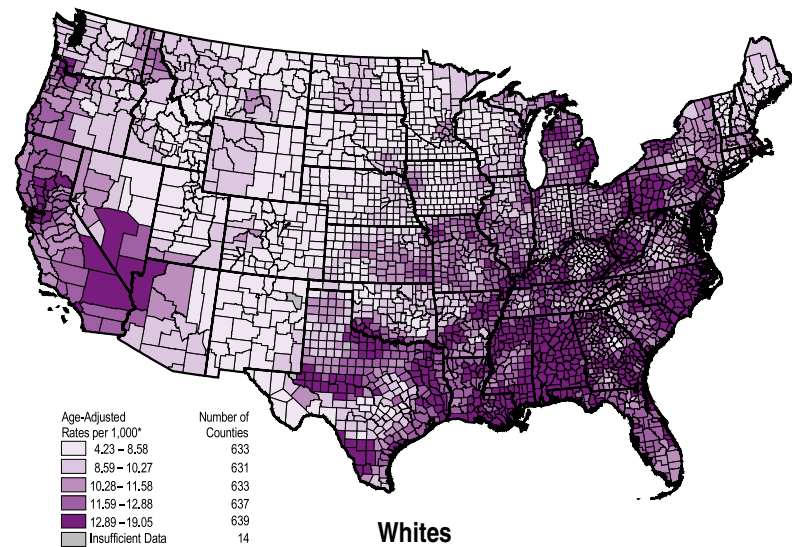 Age-Adjusted Number of
Rates per 1,000* Counties
4.23 – 8.58 633
8.59 – 10.27 631
10.28 – 11.58 633
11.59 – 12.88 637
12.89 – 19.05 639
Insufficient Data 14
Whites